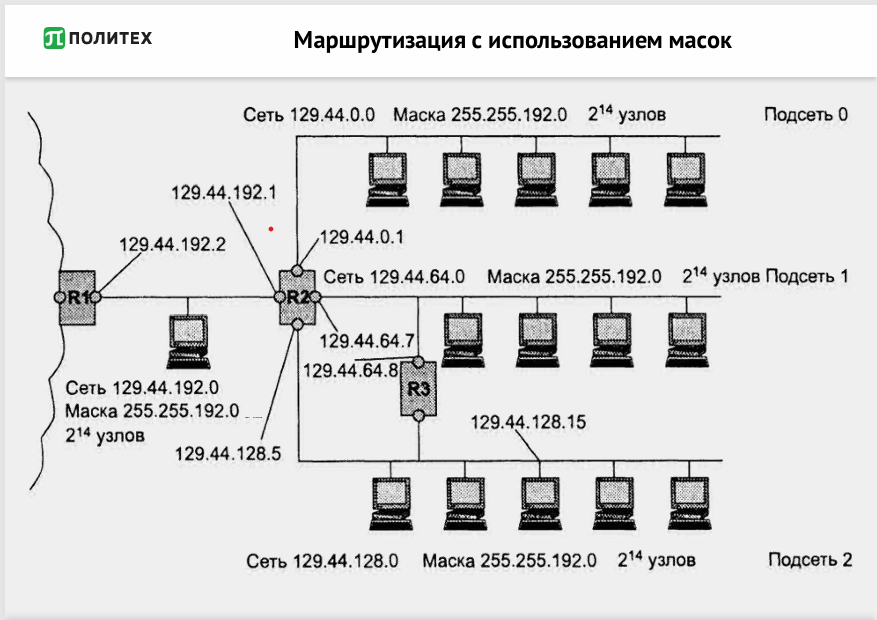 ПОЛИТЕХ
Маршрутизация с использованием масок
Сеть 129.44.0.0 Маска 255.255.192.0 2¹⁴ узлов Подсеть 0
129.44.192.1
129.44.192.2
129.44.0.1
Сеть 129.44.64.0 Маска 255.255.192.0 2¹⁴ узлов Подсеть 1
R1
R2
129.44.64.7
129.44.64.8
R3
Сеть 129.44.192.0
Маска 255.255.192.0
2¹⁴ узлов
129.44.128.5
129.44.128.15
Сеть 129.44.128.0 Маска 255.255.192.0 2¹⁴ узлов Подсеть 2